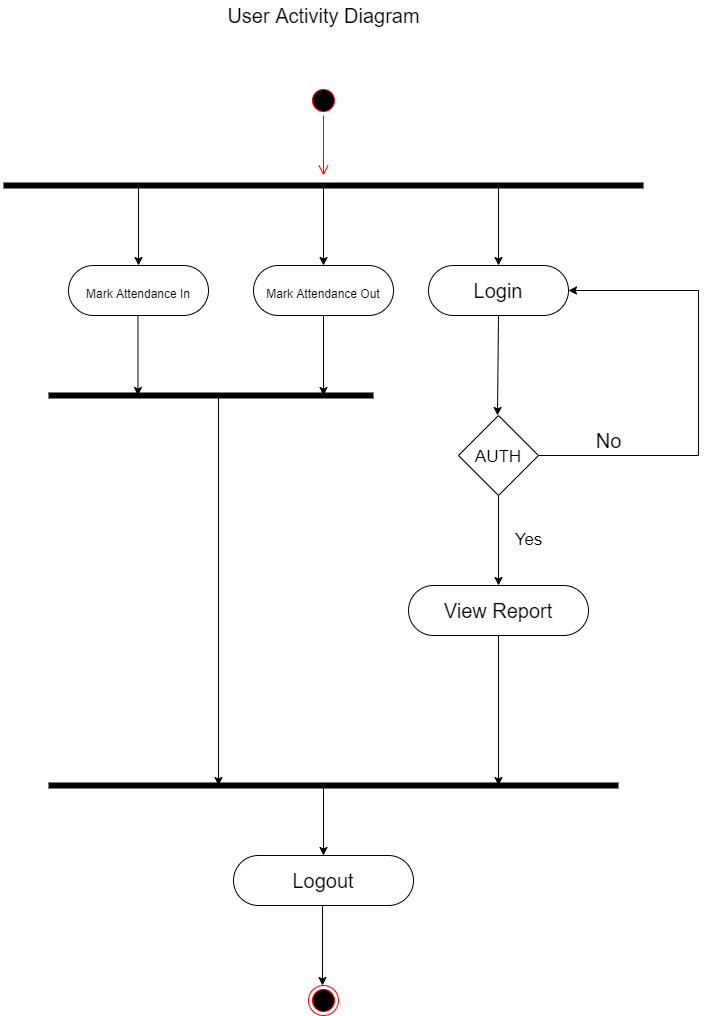 User Activity Diagram
Mark Attendance In
Mark Attendance Out
Login
AUTH
No
Yes
View Report
Logout